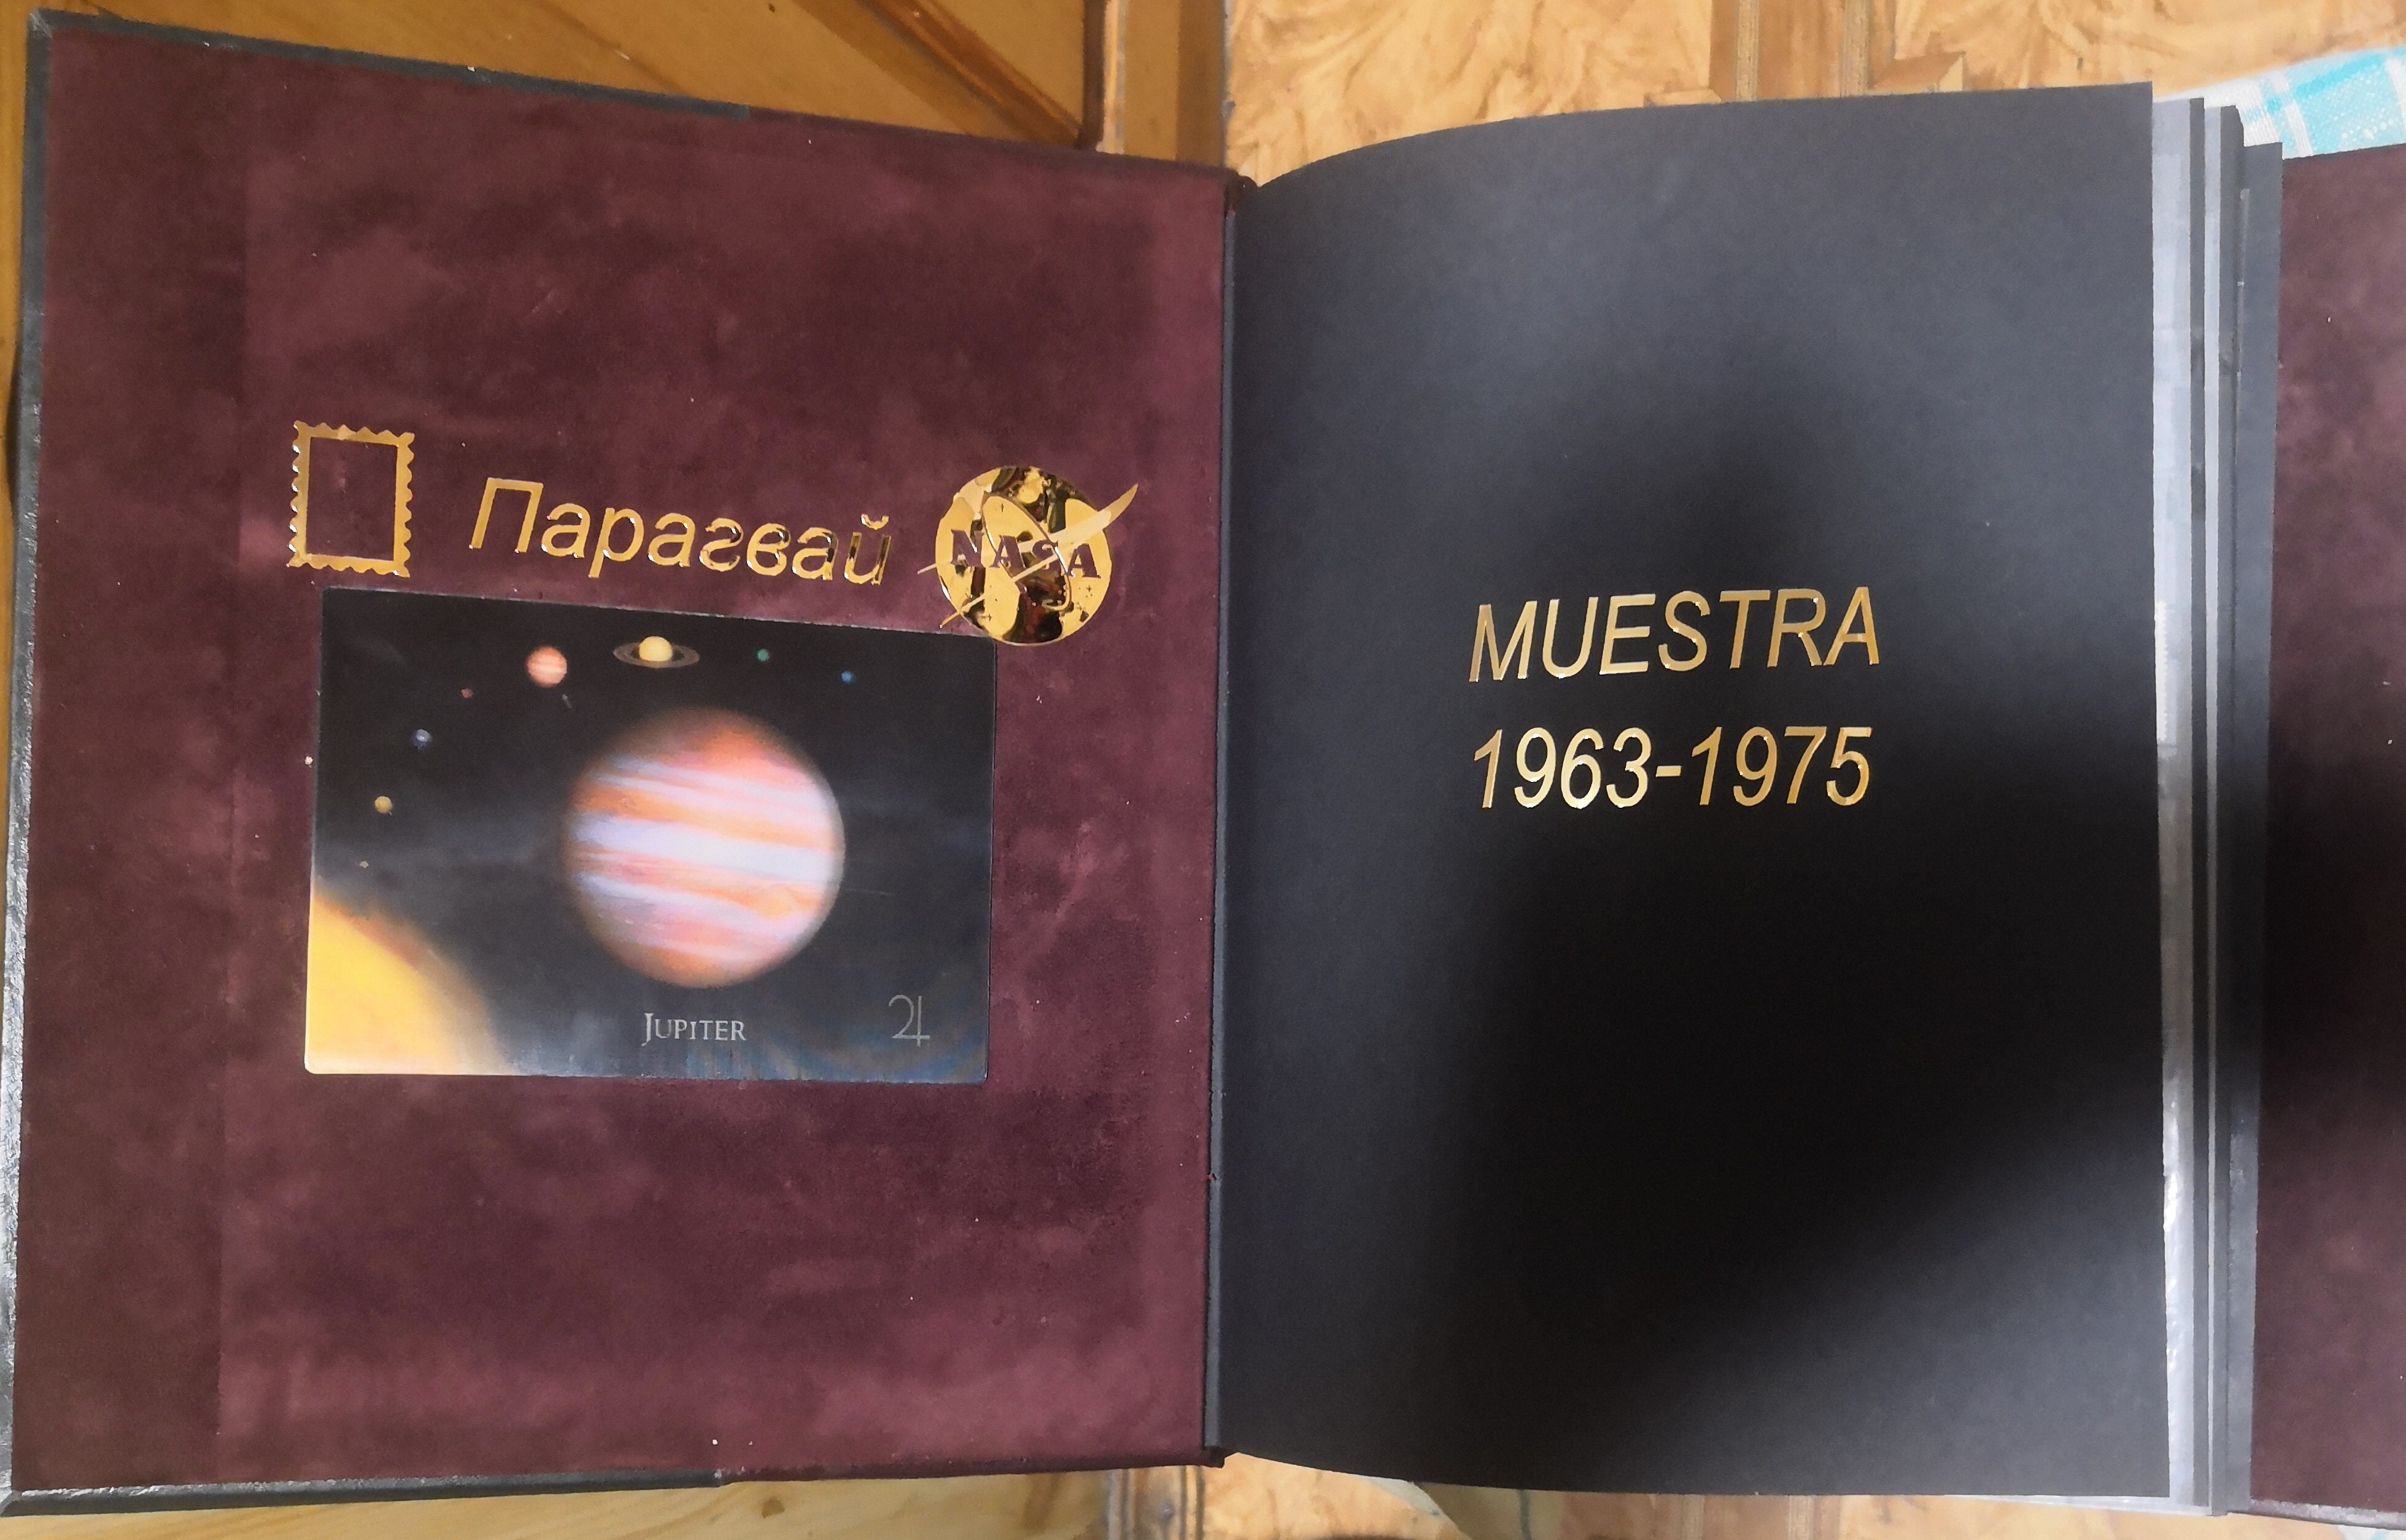 Парагвай
NASA
JUPITER
♃
MUESTRA
1963-1975